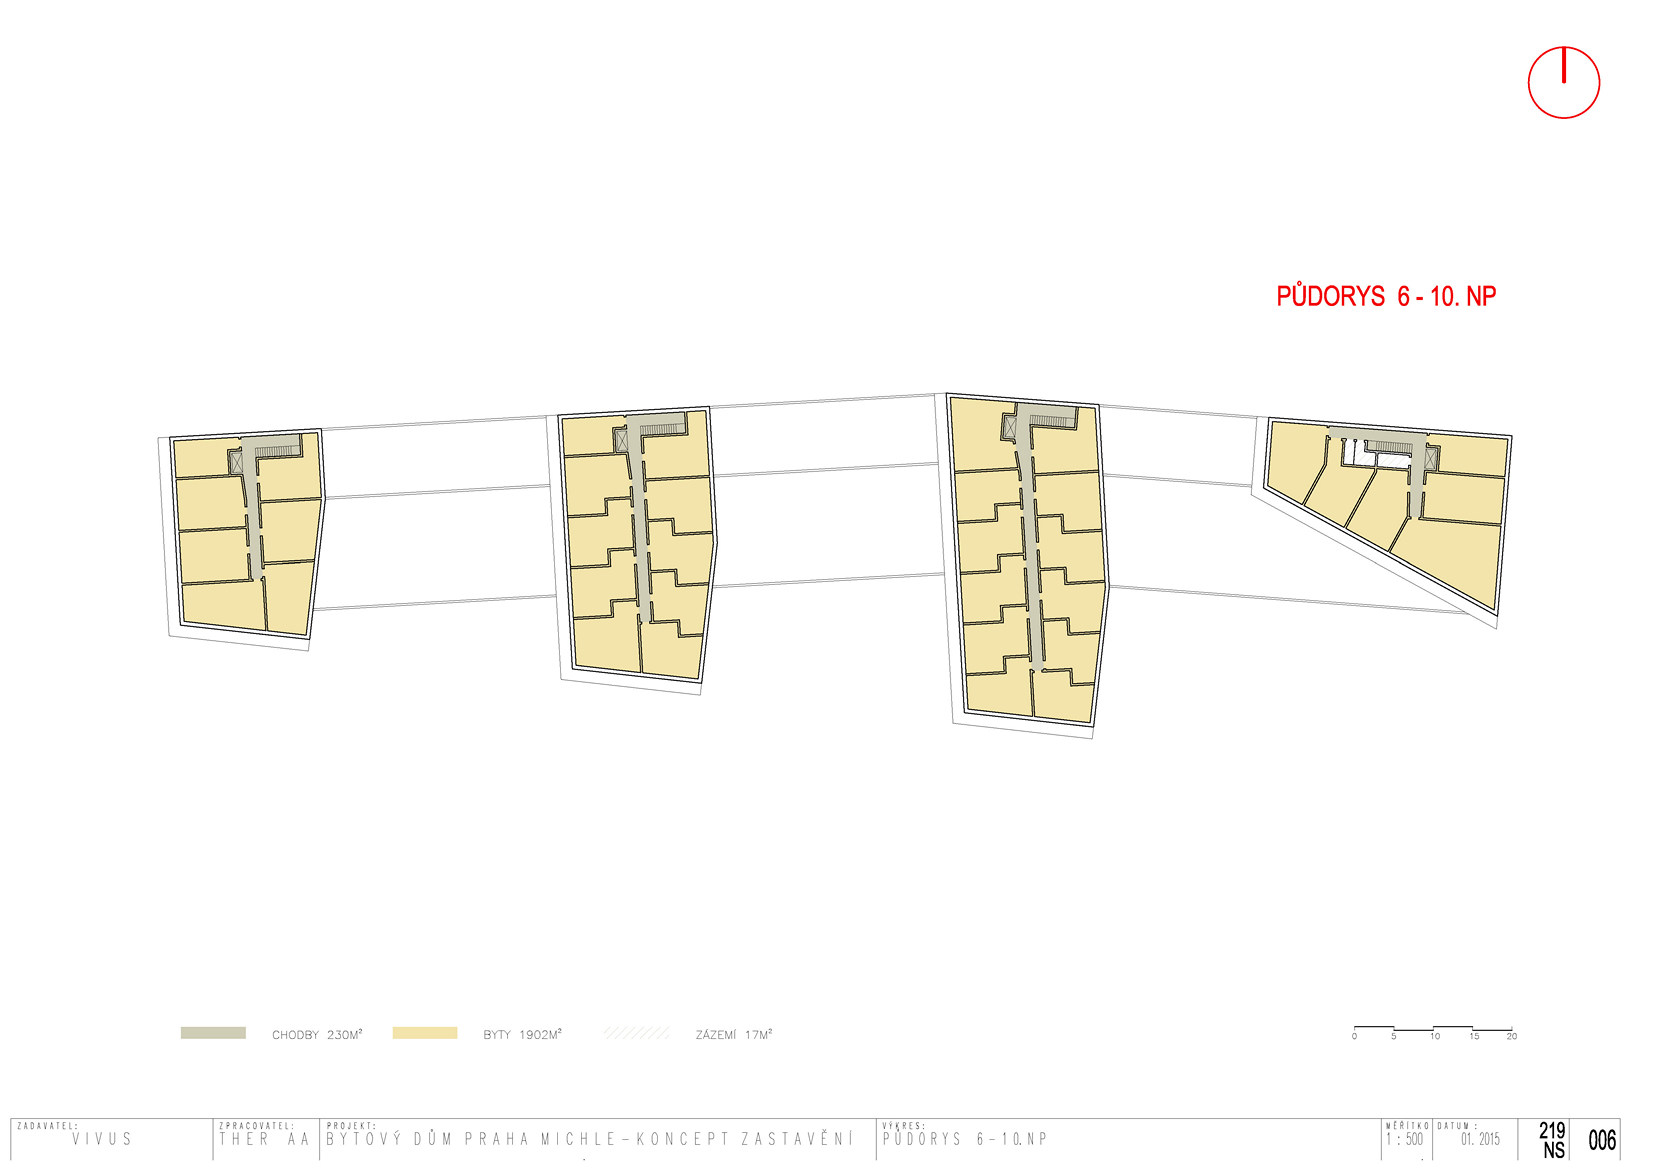 PŮDORYS 6 - 10. NP
CHODBY 230M²
BYTY 1902M²
ZÁZEMÍ 17M²
0 5 10 15 20
ZADAVATEL:
VIVUS
ZPRACOVATEL:
THER AA
PROJEKT:
BYTOVÝ DŮM PRAHA MICHLE-KONCEPT ZASTAVĚNÍ
VÝKRES:
PŮDORYS 6-10.NP
MĚŘÍTKO
1 : 500
DATUM :
01. 2015
219
NS
006